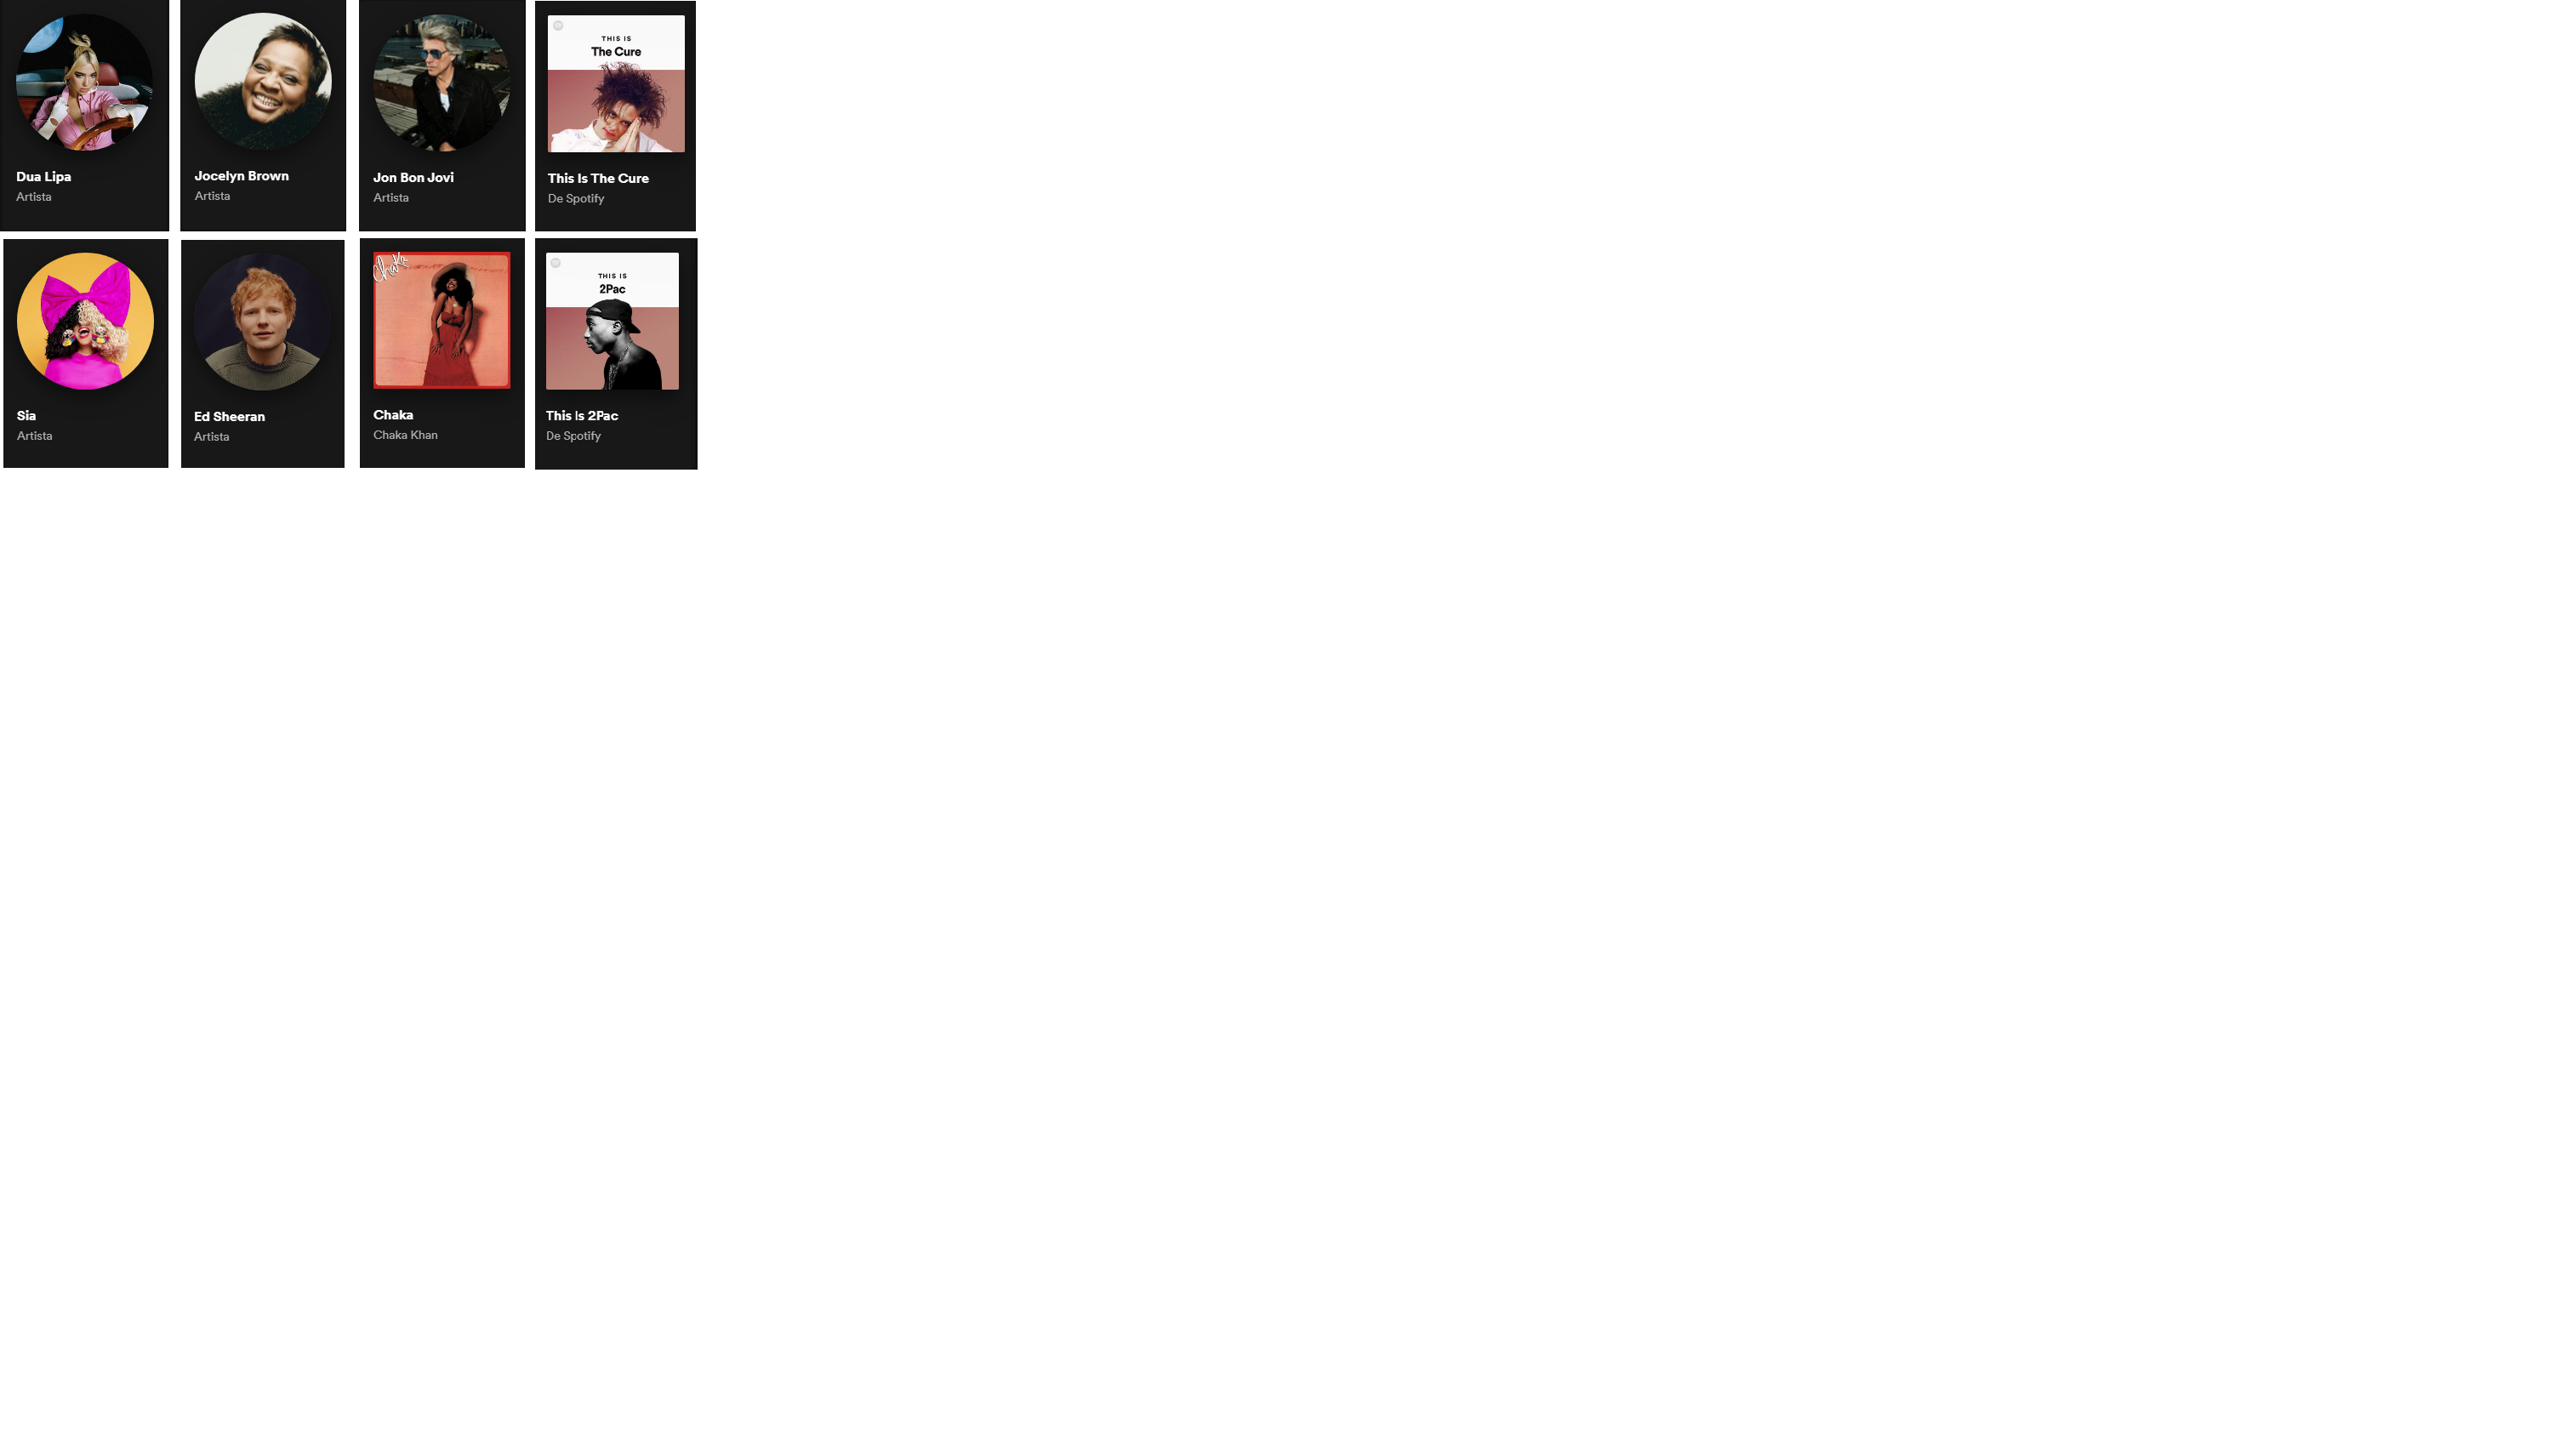 Dua Lipa
Artista
Jocelyn Brown
Artista
Jon Bon Jovi
Artista
THIS IS
The Cure
This Is The Cure
De Spotify
Sia
Artista
Ed Sheeran
Artista
Chaka
Chaka
Chaka Khan
THIS IS
2Pac
This Is 2Pac
De Spotify